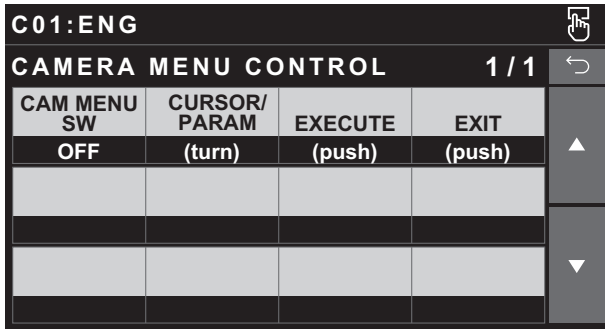 C01:ENG
CAMERA MENU CONTROL 1/1
CAM MENU SW CURSOR/ PARAM EXECUTE EXIT
OFF (turn) (push) (push)